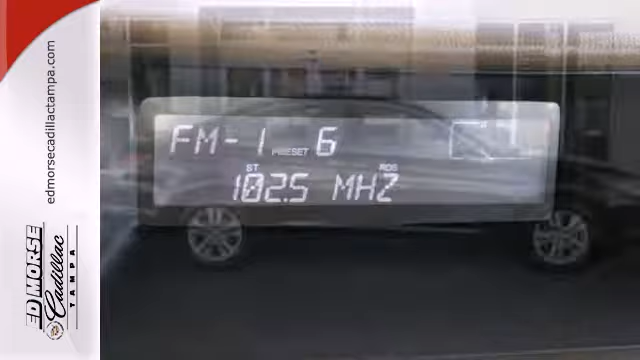 edmorsecadillactampa.com
ED MORSE
Cadillac
TAMPA
FM-1 PRESET 6
ST RDS
102.5 MHZ